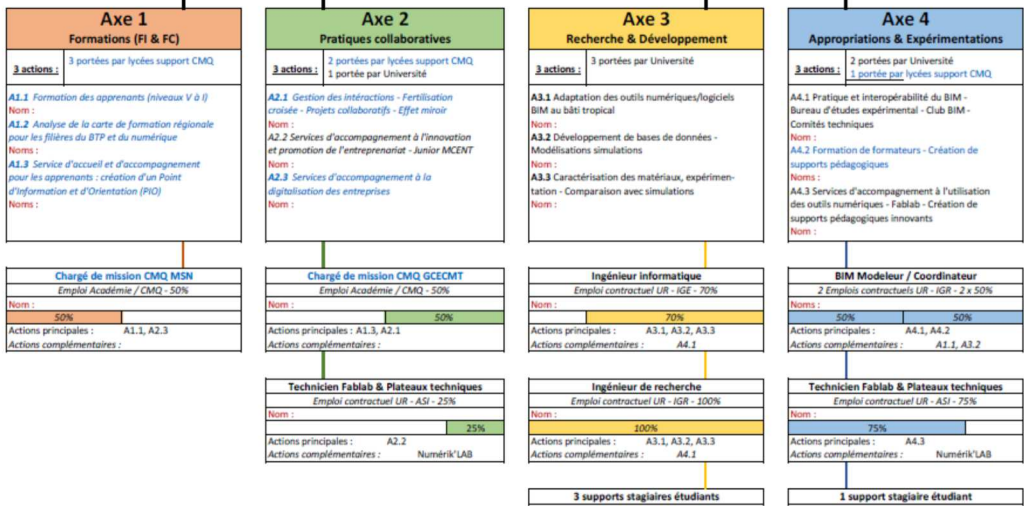 Axe 1
Formations (FI & FC)
3 actions :
3 portées par lycées support CMQ
A1.1 Formation des apprenants (niveaux V à I)
Nom :
A1.2 Analyse de la carte de formation régionale
pour les filières du BTP et du numérique
Noms :
A1.3 Service d'accueil et d'accompagnement
pour les apprenants : création d'un Point
d'Information et d'Orientation (PIO)
Noms :
Chargé de mission CMQ MSN
Emploi Académie / CMQ - 50%
Nom :
50%
Actions principales : A1.1, A2.3
Actions complémentaires :
Axe 2
Pratiques collaboratives
3 actions :
2 portées par lycées support CMQ
1 portée par Université
A2.1 Gestion des intéractions - Fertilisation
croisée - Projets collaboratifs - Effet miroir
Nom :
A2.2 Services d'accompagnement à l'innovation
et promotion de l'entreprenariat - Junior MCENT
Nom :
A2.3 Services d'accompagnement à la
digitalisation des entreprises
Nom :
Chargé de mission CMQ GCECMT
Emploi Académie / CMQ - 50%
Nom :
50%
Actions principales : A1.3, A2.1
Actions complémentaires :
Technicien Fablab & Plateaux techniques
Emploi contractuel UR - ASI - 25%
Nom :
25%
Actions principales : A2.2
Actions complémentaires : Numérik'LAB
Axe 3
Recherche & Développement
3 actions :
3 portées par Université
A3.1 Adaptation des outils numériques/logiciels
BIM au bâti tropical
Nom :
A3.2 Développement de bases de données -
Modélisations simulations
Nom :
A3.3 Caractérisation des matériaux, expérimen-
tation - Comparaison avec simulations
Nom :
Ingénieur informatique
Emploi contractuel UR - IGE - 70%
Nom :
70%
Actions principales : A3.1, A3.2, A3.3
Actions complémentaires : A4.1
Ingénieur de recherche
Emploi contractuel UR - IGR - 100%
Nom :
100%
Actions principales : A3.1, A3.2, A3.3
Actions complémentaires : A4.1
3 supports stagiaires étudiants
Axe 4
Appropriations & Expérimentations
3 actions :
2 portées par Université
1 portée par lycées support CMQ
A4.1 Pratique et interopérabilité du BIM -
Bureau d'études expérimental - Club BIM -
Comités techniques
Nom :
A4.2 Formation de formateurs - Création de
supports pédagogiques
Noms :
A4.3 Services d'accompagnement à l'utilisation
des outils numériques - Fablab - Création de
supports pédagogiques innovants
Nom :
BIM Modeleur / Coordinateur
2 Emplois contractuels UR - IGR - 2 x 50%
Noms :
50% 50%
Actions principales : A4.1, A4.2
Actions complémentaires : A1.1, A3.2
Technicien Fablab & Plateaux techniques
Emploi contractuel UR - ASI - 75%
Nom :
75%
Actions principales : A4.3
Actions complémentaires : Numérik'LAB
1 support stagiaire étudiant